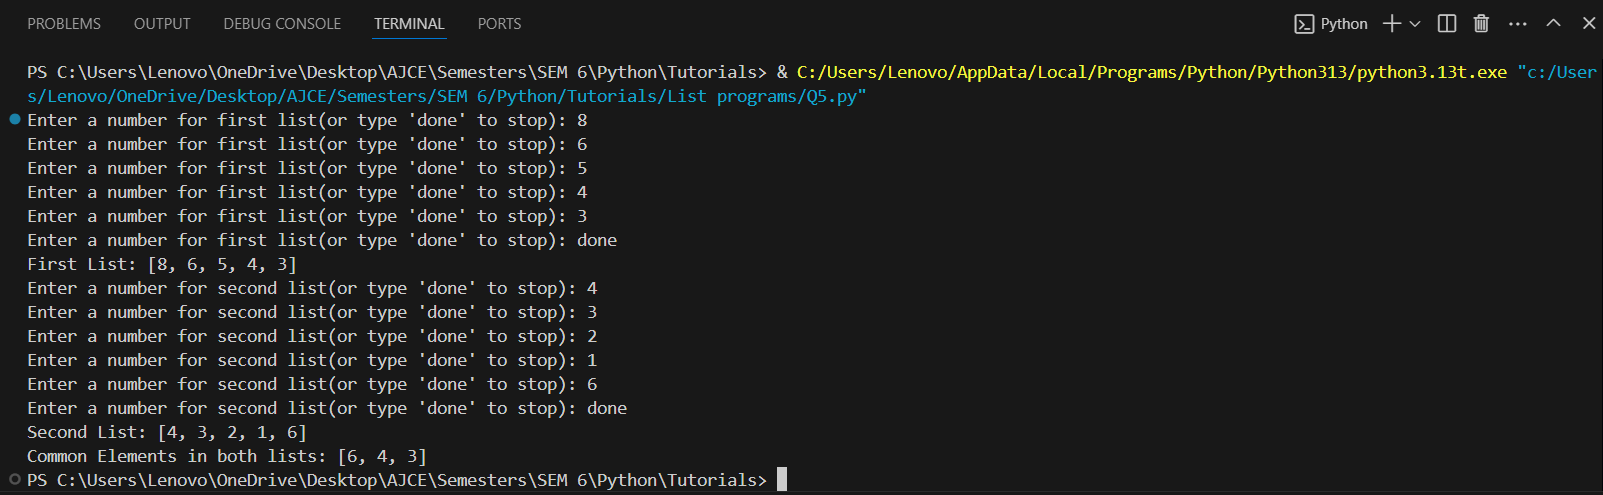 PROBLEMS OUTPUT DEBUG CONSOLE TERMINAL PORTS Python
PS C:\Users\Lenovo\OneDrive\Desktop\AJCE\Semesters\SEM 6\Python\Tutorials> & C:/Users/Lenovo/AppData/Local/Programs/Python/Python313/python3.13t.exe "c:/User
s/Lenovo/OneDrive/Desktop/AJCE/Semesters/SEM 6/Python/Tutorials/List programs/Q5.py"
Enter a number for first list(or type 'done' to stop): 8
Enter a number for first list(or type 'done' to stop): 6
Enter a number for first list(or type 'done' to stop): 5
Enter a number for first list(or type 'done' to stop): 4
Enter a number for first list(or type 'done' to stop): 3
Enter a number for first list(or type 'done' to stop): done
First List: [8, 6, 5, 4, 3]
Enter a number for second list(or type 'done' to stop): 4
Enter a number for second list(or type 'done' to stop): 3
Enter a number for second list(or type 'done' to stop): 2
Enter a number for second list(or type 'done' to stop): 1
Enter a number for second list(or type 'done' to stop): 6
Enter a number for second list(or type 'done' to stop): done
Second List: [4, 3, 2, 1, 6]
Common Elements in both lists: [6, 4, 3]
PS C:\Users\Lenovo\OneDrive\Desktop\AJCE\Semesters\SEM 6\Python\Tutorials>